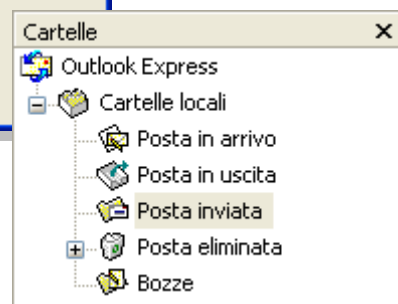 Cartelle
Outlook Express
Cartelle locali
Posta in arrivo
Posta in uscita
Posta inviata
Posta eliminata
Bozze